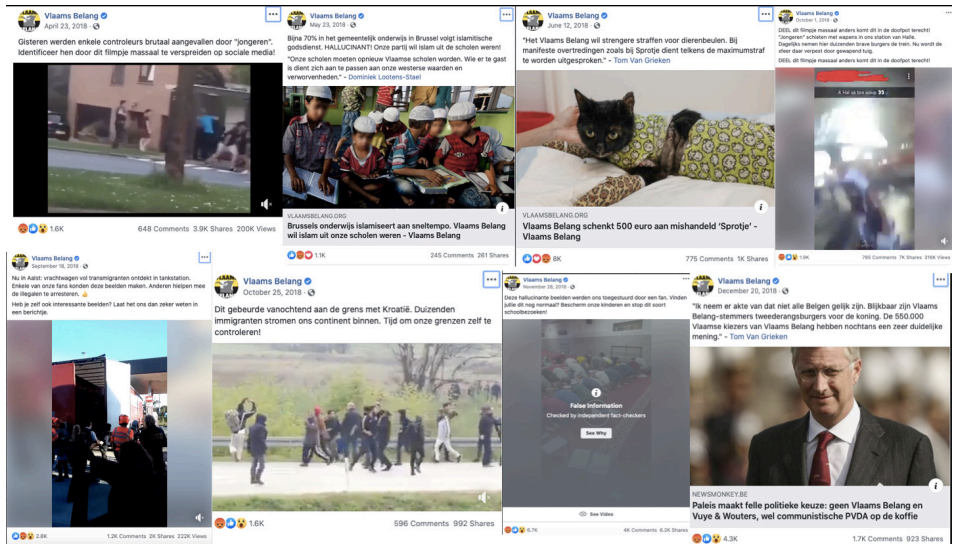 Vlaams Belang
April 23, 2018
Gisteren werden enkele controleurs brutaal aangevallen door "jongeren".
Identificeer hen door dit filmpje massaal te verspreiden op sociale media!
1.6K
648 Comments 3.9K Shares 200K Views
Vlaams Belang
May 23, 2018
Bijna 70% in het gemeentelijk onderwijs in Brussel volgt islamitische
godsdienst. HALLUCINANT! Onze partij wil islam uit de scholen weren!
"Onze scholen moeten opnieuw Vlaamse scholen worden. Wie er te gast
is dient zich aan te passen aan onze westerse waarden en
verworvenheden." - Dominiek Lootens-Stael
VLAAMSBELANG.ORG
Brussels onderwijs islamiseert aan sneltempo. Vlaams Belang
wil islam uit onze scholen weren - Vlaams Belang
1.1K
245 Comments 261 Shares
Vlaams Belang
June 12, 2018
"Het Vlaams Belang wil strengere straffen voor dierenbeulen. Bij
manifeste overtredingen zoals bij Sprotje dient telkens de maximumstraf
te worden uitgesproken." - Tom Van Grieken
VLAAMSBELANG.ORG
Vlaams Belang schenkt 500 euro aan mishandeld 'Sprotje' -
Vlaams Belang
8K
775 Comments 1K Shares
Vlaams Belang
October 1, 2018
DEEL dit filmpje massaal anders komt dit in de doofpot terecht!
"Jongeren" schieten met wapens in ons station van Halle.
Dagelijks nemen hier duizenden brave burgers de trein. Nu wordt de
sfeer daar verpest door gewapend tuig.
DEEL dit filmpje massaal anders komt dit in de doofpot terecht!
1.9K
785 Comments 7K Shares 316K Views
Vlaams Belang
September 18, 2018
Nu in Aalst: vrachtwagen vol transmigranten ontdekt in tankstation.
Enkele van onze fans konden deze beelden maken. Anderen hielpen mee
de illegalen te arresteren. 👍
Heb je zelf ook interessante beelden? Laat het ons dan zeker weten in
een berichtje.
2.8K
1.2K Comments 2K Shares 222K Views
Vlaams Belang
October 25, 2018
Dit gebeurde vanochtend aan de grens met Kroatië. Duizenden
immigranten stromen ons continent binnen. Tijd om onze grenzen zelf te
controleren!
1.6K
596 Comments 992 Shares
Vlaams Belang
November 28, 2018
Deze hallucinante beelden werden ons toegestuurd door een fan. Vinden
jullie dit nog normaal? Bescherm onze kinderen en stop dit soort
schoolbezoeken!
False Information
Checked by independent fact-checkers
See Why
See Video
6.7K
4K Comments 6.2K Shares
Vlaams Belang
December 20, 2018
"Ik neem er akte van dat niet alle Belgen gelijk zijn. Blijkbaar zijn Vlaams
Belang-stemmers tweederangsburgers voor de koning. De 550.000
Vlaamse kiezers van Vlaams Belang hebben nochtans een zeer duidelijke
mening." - Tom Van Grieken
NEWSMONKEY.BE
Paleis maakt felle politieke keuze: geen Vlaams Belang en
Vuye & Wouters, wel communistische PVDA op de koffie
4.3K
1.7K Comments 923 Shares